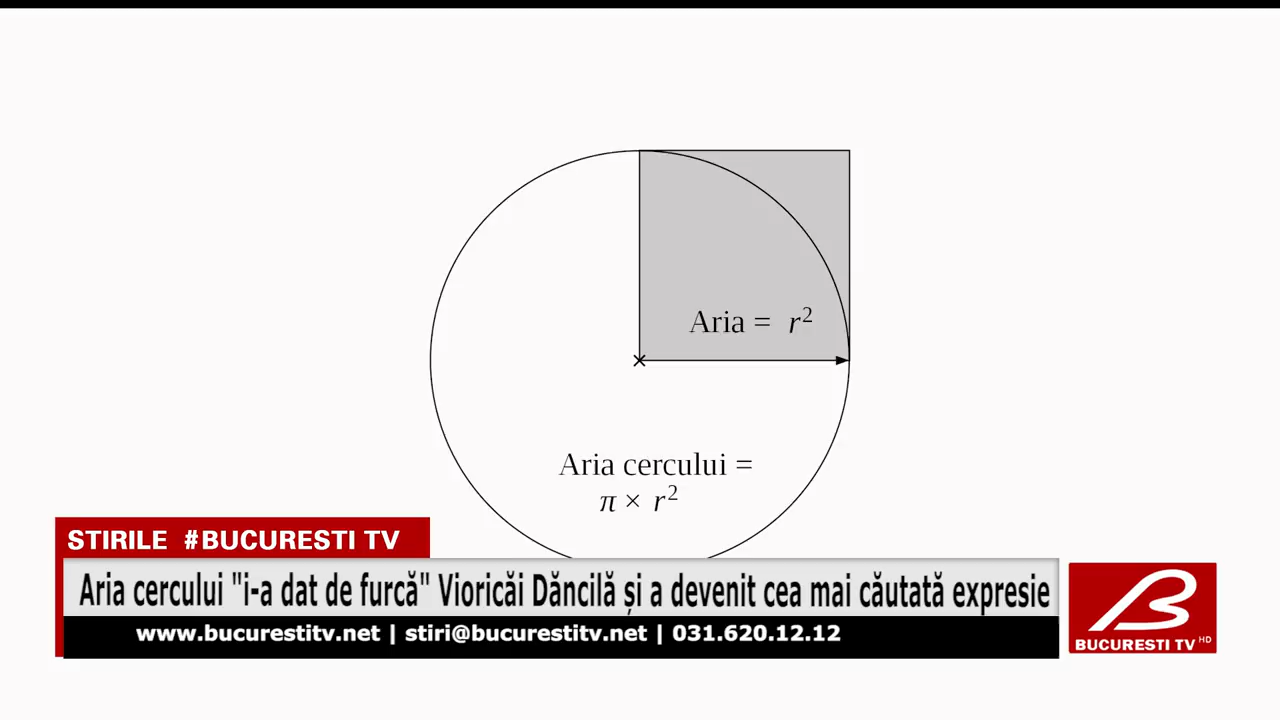 Aria = r²
Aria cercului =
π × r²
STIRILE #BUCURESTI TV
Aria cercului "i-a dat de furcă" Vioricăi Dăncilă și a devenit cea mai căutată expresie
www.bucurestitv.net | stiri@bucurestitv.net | 031.620.12.12
B
BUCURESTI TV HD